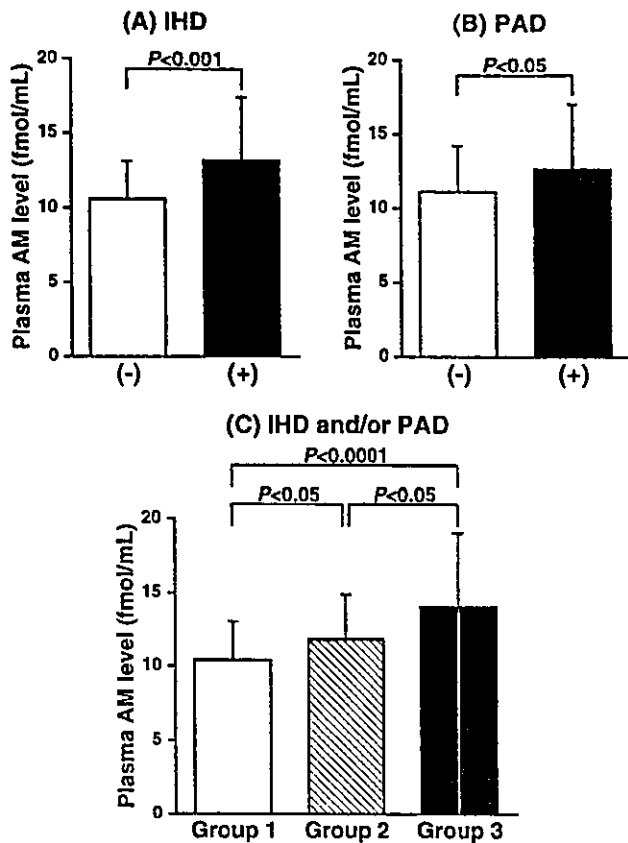 (A) IHD
Plasma AM level (fmol/mL)
20
15
10
5
0
P<0.001
(-)
(+)
(B) PAD
Plasma AM level (fmol/mL)
20
15
10
5
0
P<0.05
(-)
(+)
(C) IHD and/or PAD
Plasma AM level (fmol/mL)
20
15
10
5
0
P<0.0001
P<0.05
P<0.05
Group 1
Group 2
Group 3